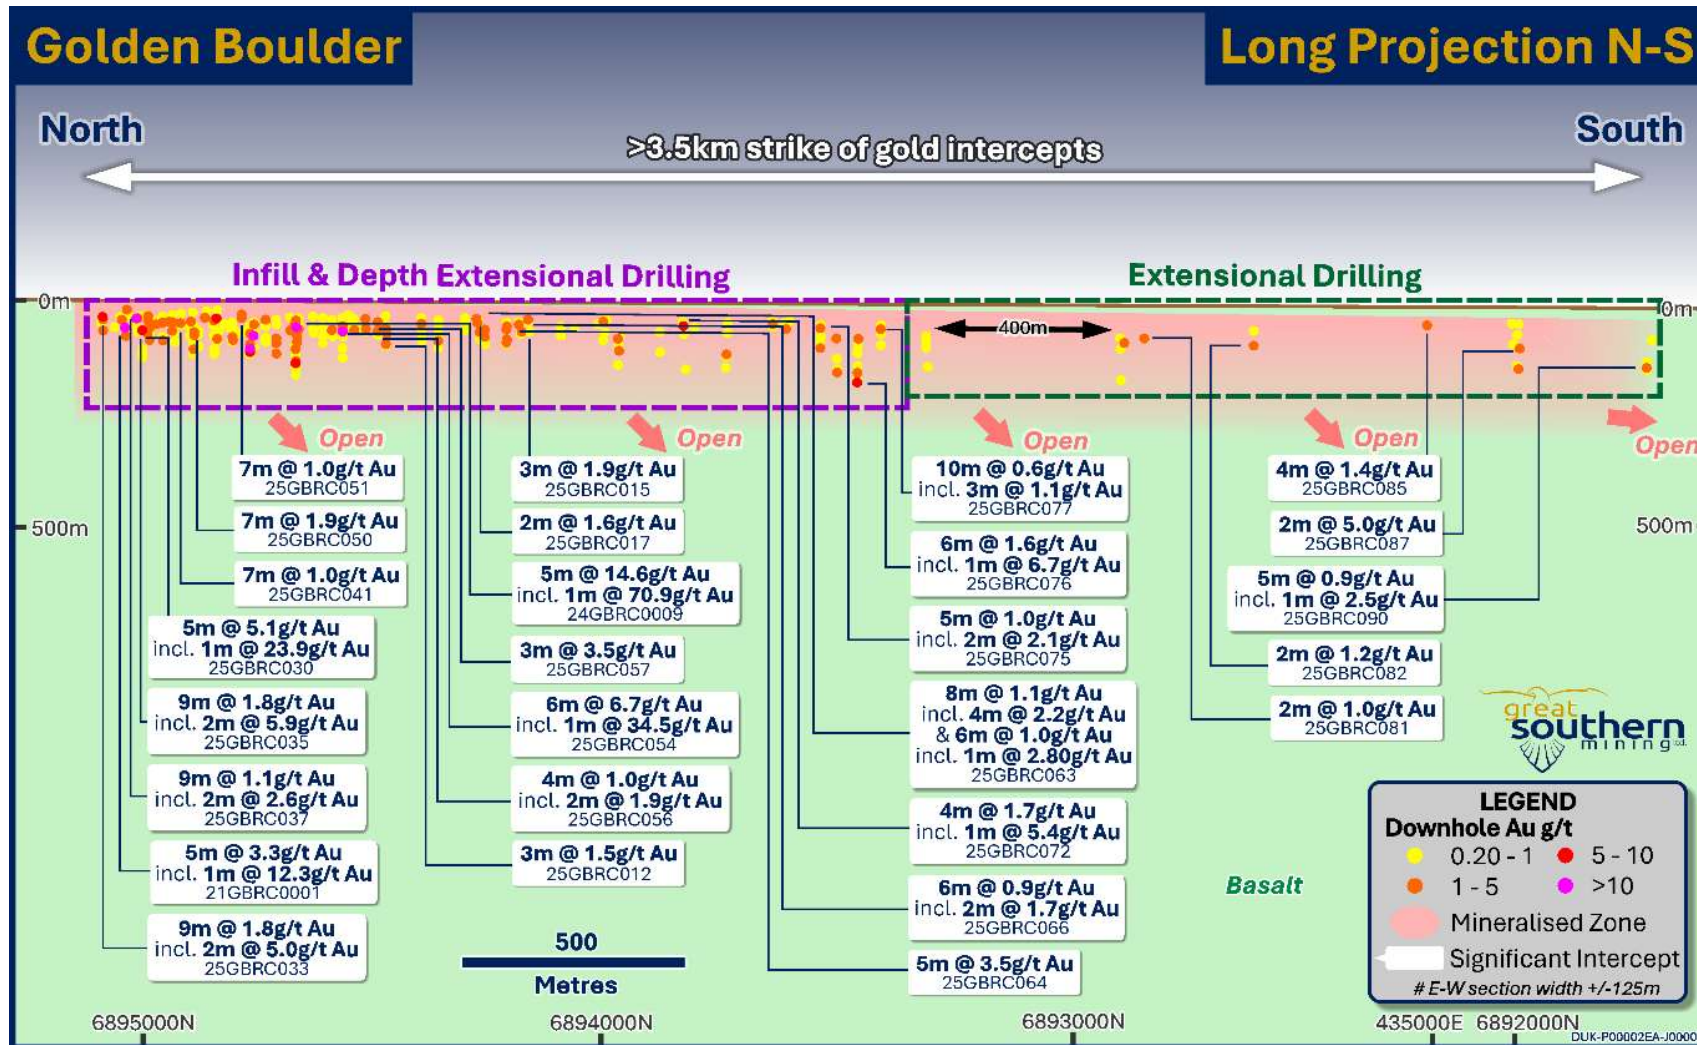 Golden Boulder
Long Projection N-S
North
South
>3.5km strike of gold intercepts
Infill & Depth Extensional Drilling
Extensional Drilling
0m
0m
400m
Open
Open
Open
Open
Open
500m
500m
7m @ 1.0g/t Au
25GBRC051
7m @ 1.9g/t Au
25GBRC050
7m @ 1.0g/t Au
25GBRC041
5m @ 5.1g/t Au
incl. 1m @ 23.9g/t Au
25GBRC030
9m @ 1.8g/t Au
incl. 2m @ 5.9g/t Au
25GBRC035
9m @ 1.1g/t Au
incl. 2m @ 2.6g/t Au
25GBRC037
5m @ 3.3g/t Au
incl. 1m @ 12.3g/t Au
21GBRC0001
9m @ 1.8g/t Au
incl. 2m @ 5.0g/t Au
25GBRC033
3m @ 1.9g/t Au
25GBRC015
2m @ 1.6g/t Au
25GBRC017
5m @ 14.6g/t Au
incl. 1m @ 70.9g/t Au
24GBRC0009
3m @ 3.5g/t Au
25GBRC057
6m @ 6.7g/t Au
incl. 1m @ 34.5g/t Au
25GBRC054
4m @ 1.0g/t Au
incl. 2m @ 1.9g/t Au
25GBRC056
3m @ 1.5g/t Au
25GBRC012
10m @ 0.6g/t Au
incl. 3m @ 1.1g/t Au
25GBRC077
6m @ 1.6g/t Au
incl. 1m @ 6.7g/t Au
25GBRC076
5m @ 1.0g/t Au
incl. 2m @ 2.1g/t Au
25GBRC075
8m @ 1.1g/t Au
incl. 4m @ 2.2g/t Au
& 6m @ 1.0g/t Au
incl. 1m @ 2.80g/t Au
25GBRC063
4m @ 1.7g/t Au
incl. 1m @ 5.4g/t Au
25GBRC072
6m @ 0.9g/t Au
incl. 2m @ 1.7g/t Au
25GBRC066
5m @ 3.5g/t Au
25GBRC064
4m @ 1.4g/t Au
25GBRC085
2m @ 5.0g/t Au
25GBRC087
5m @ 0.9g/t Au
incl. 1m @ 2.5g/t Au
25GBRC090
2m @ 1.2g/t Au
25GBRC082
2m @ 1.0g/t Au
25GBRC081
great
southern
mining ltd.
Basalt
500
Metres
LEGEND
Downhole Au g/t
0.20 - 1
5 - 10
1 - 5
>10
Mineralised Zone
Significant Intercept
# E-W section width +/-125m
6895000N
6894000N
6893000N
435000E
6892000N